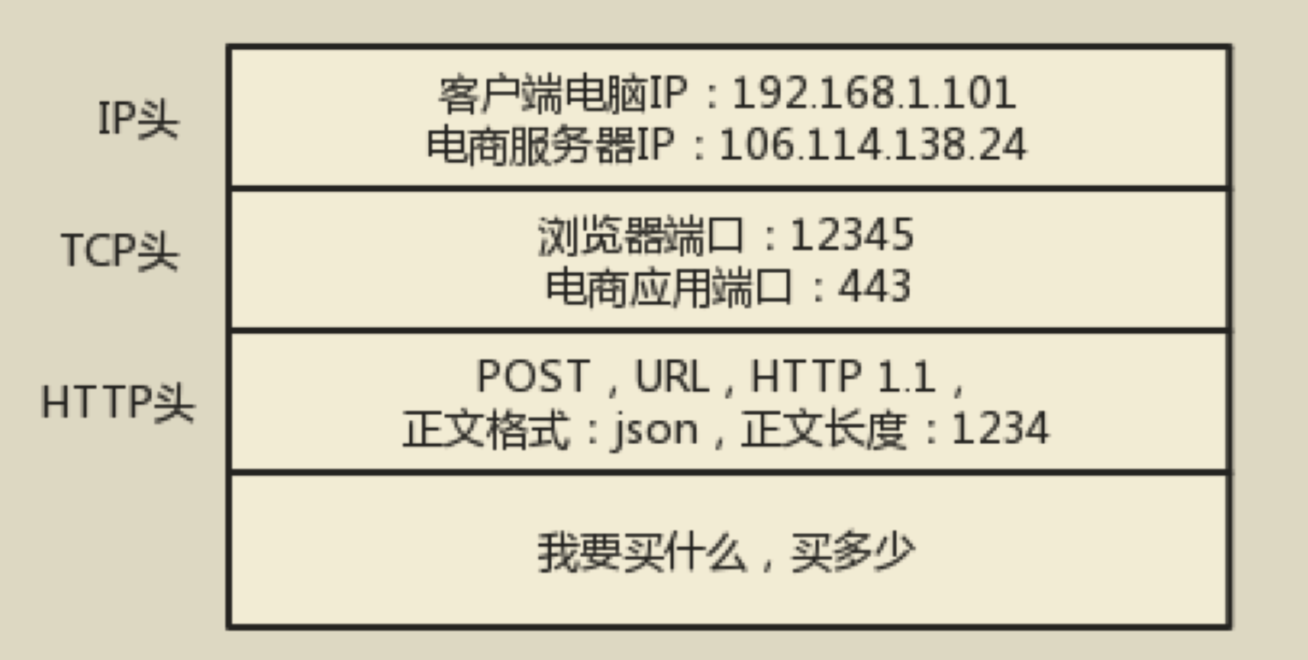 IP头
客户端电脑IP：192.168.1.101
电商服务器IP：106.114.138.24
TCP头
浏览器端口：12345
电商应用端口：443
HTTP头
POST，URL，HTTP 1.1，
正文格式：json，正文长度：1234
我要买什么，买多少